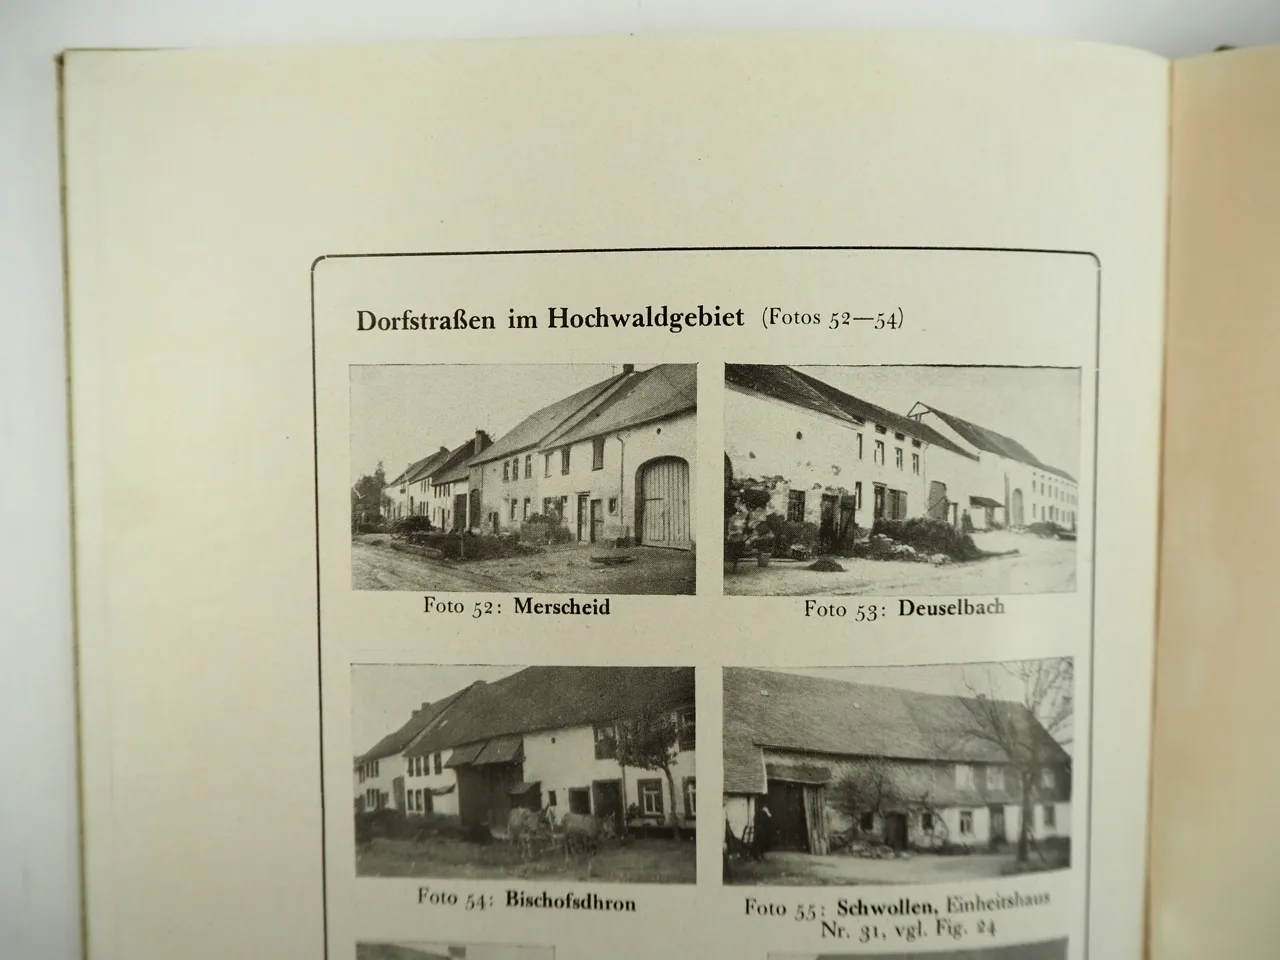 Dorfstraßen im Hochwaldgebiet (Fotos 52—54)
Foto 52: Merscheid
Foto 53: Deuselbach
Foto 54: Bischofsdhron
Foto 55: Schwollen, Einheitshaus
Nr. 31, vgl. Fig. 24